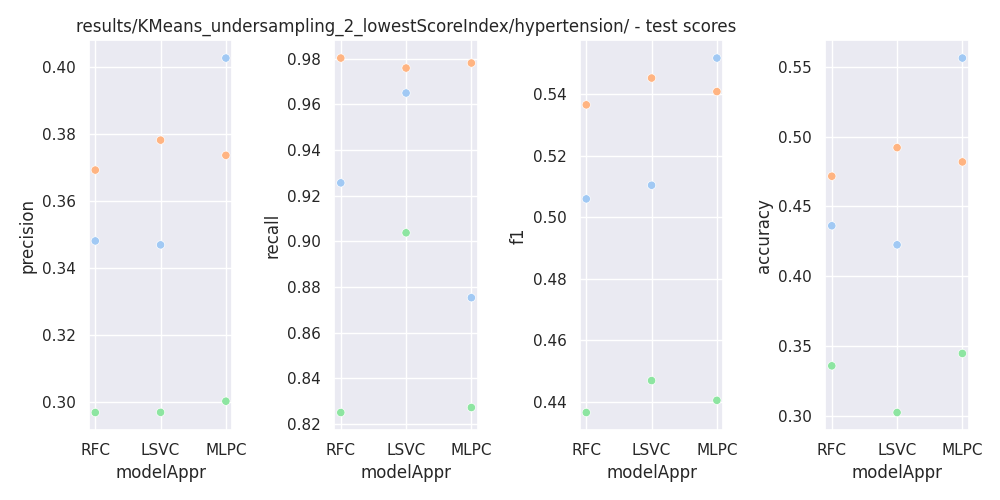 results/KMeans_undersampling_2_lowestScoreIndex/hypertension/ - test scores
precision
0.40
0.38
0.36
0.34
0.32
0.30
RFC LSVC MLPC
modelAppr
recall
0.98
0.96
0.94
0.92
0.90
0.88
0.86
0.84
0.82
RFC LSVC MLPC
modelAppr
f1
0.54
0.52
0.50
0.48
0.46
0.44
RFC LSVC MLPC
modelAppr
accuracy
0.55
0.50
0.45
0.40
0.35
0.30
RFC LSVC MLPC
modelAppr